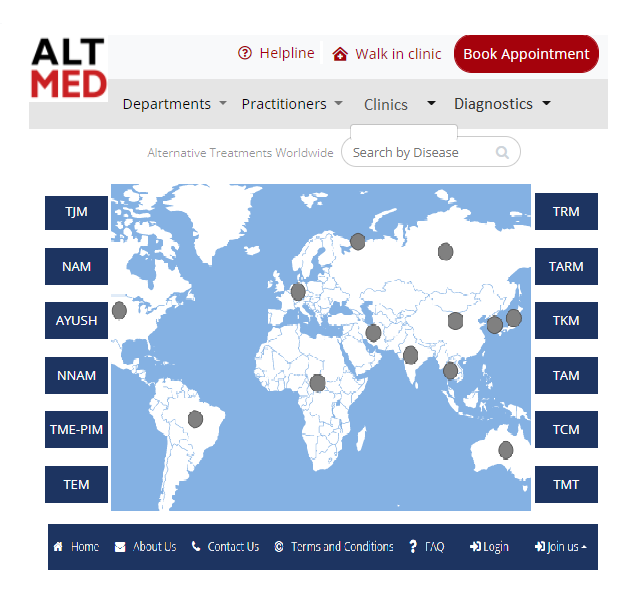 ALT
MED
Helpline Walk in clinic Book Appointment
Departments Practitioners Clinics Diagnostics
Alternative Treatments Worldwide Search by Disease
TJM TRM
NAM TARM
AYUSH TKM
NNAM TAM
TME-PIM TCM
TEM TMT
Home About Us Contact Us Terms and Conditions FAQ Login Join us